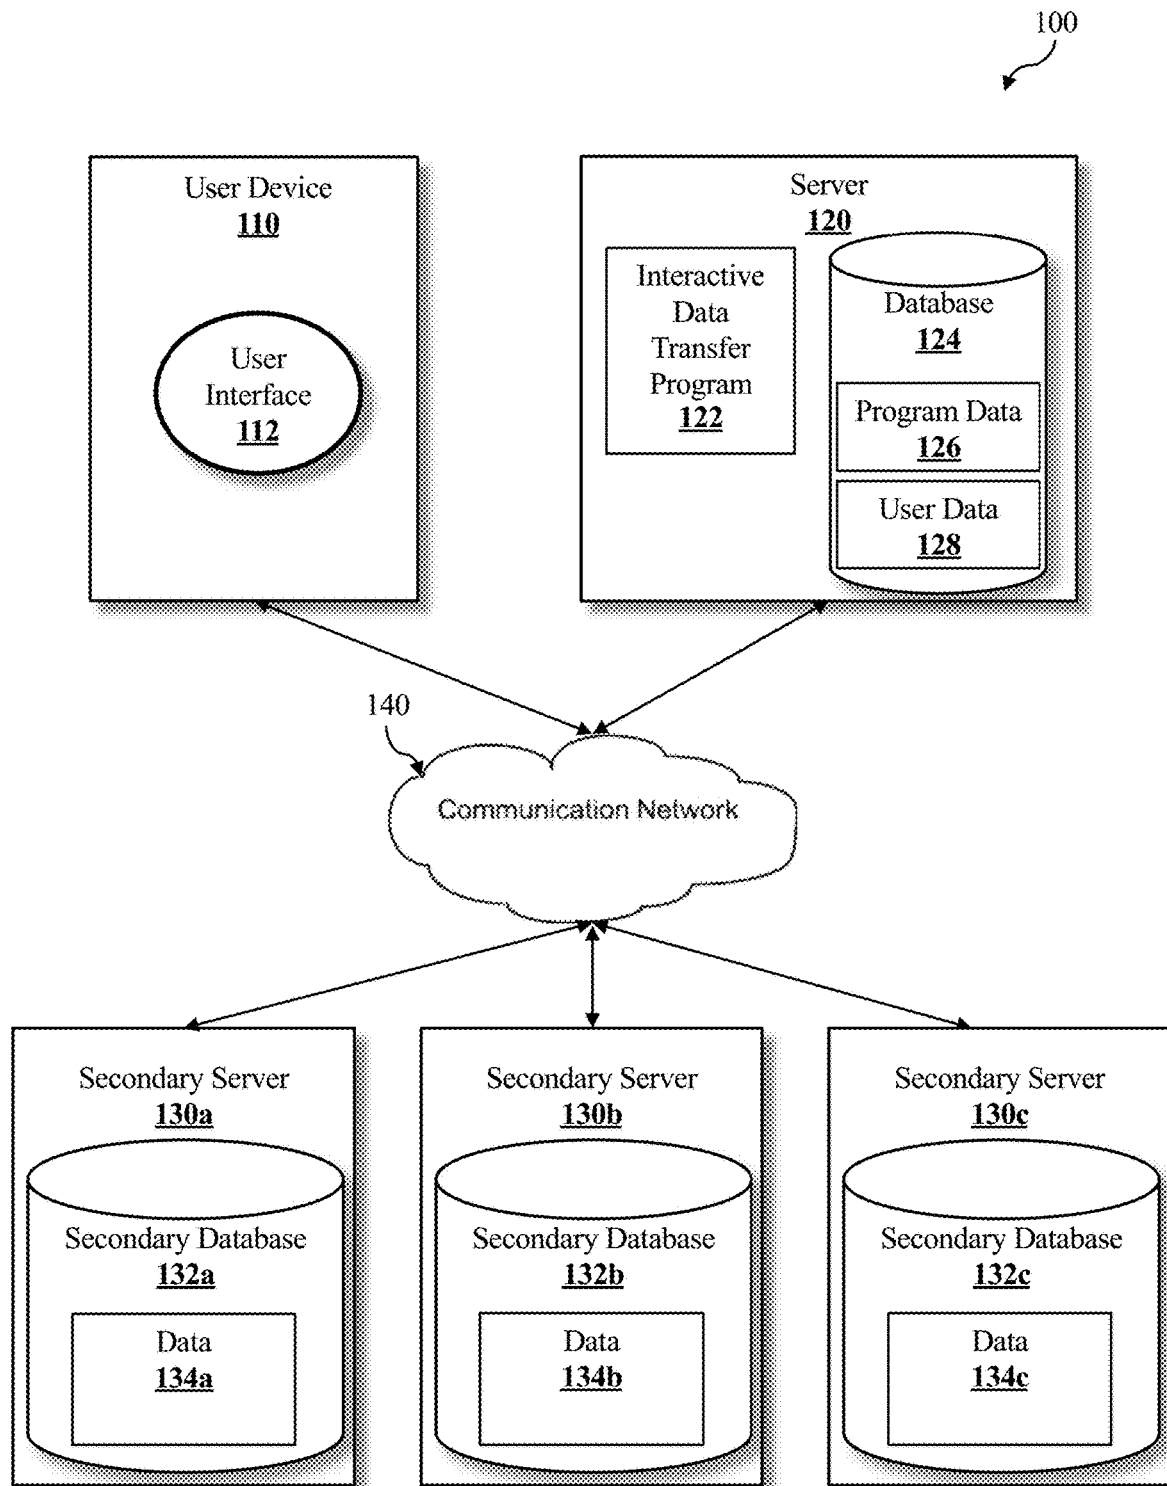 100
User Device
110
User
Interface
112
Server
120
Interactive
Data
Transfer
Program
122
Database
124
Program Data
126
User Data
128
140
Communication Network
Secondary Server
130a
Secondary Database
132a
Data
134a
Secondary Server
130b
Secondary Database
132b
Data
134b
Secondary Server
130c
Secondary Database
132c
Data
134c